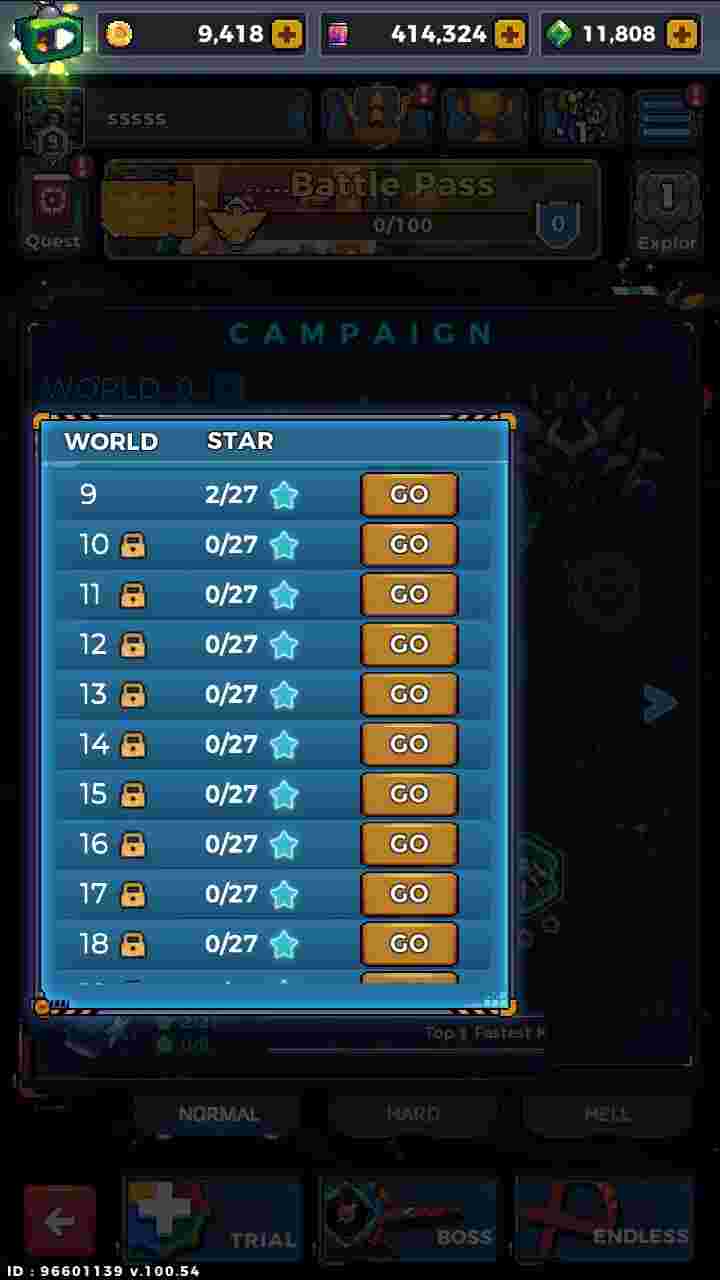 9,418
414,324
11,808
19
sssss
1
Battle Pass
0/100
0
1
Quest
Explor
CAMPAIGN
WORLD 9
WORLD STAR
9 2/27 GO
10 0/27 GO
11 0/27 GO
12 0/27 GO
13 0/27 GO
14 0/27 GO
15 0/27 GO
16 0/27 GO
17 0/27 GO
18 0/27 GO
Top 1 Fastest
NORMAL HARD HELL
TRIAL BOSS ENDLESS
ID : 96601139 v.100.54